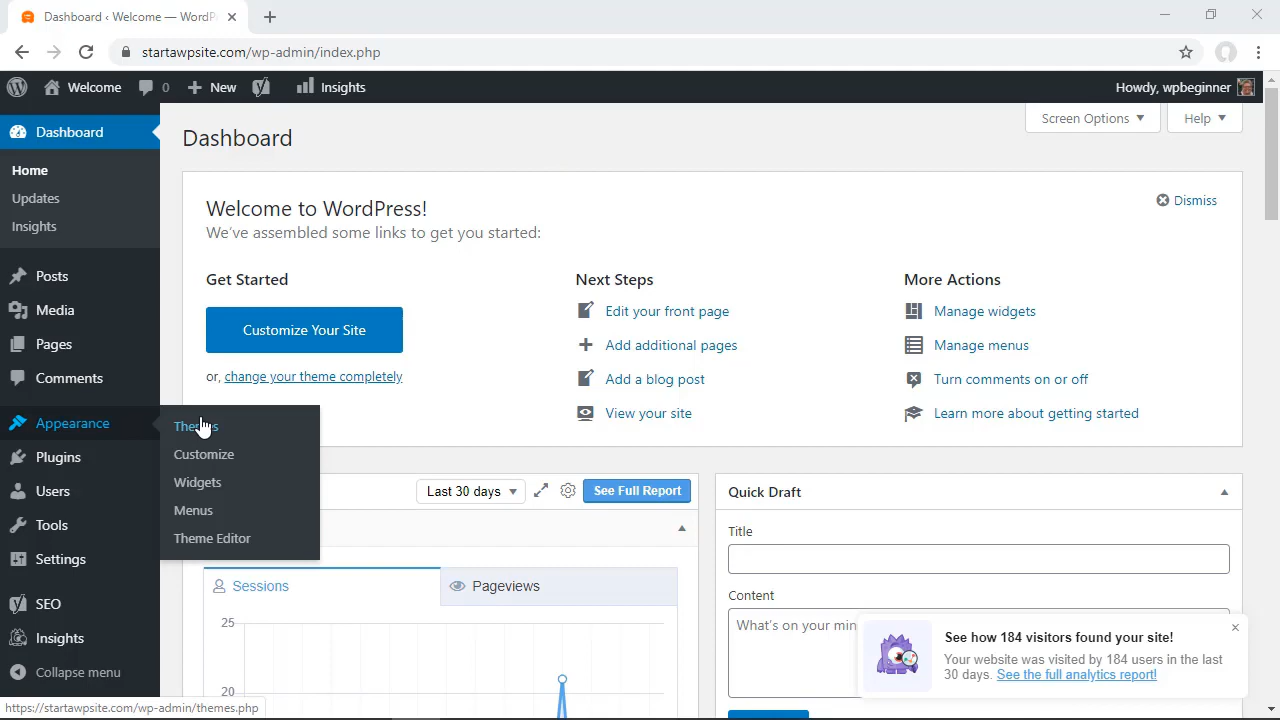 Dashboard ‹ Welcome — WordP
startawpsite.com/wp-admin/index.php
Welcome
0
New
Insights
Howdy, wpbeginner
Dashboard
Home
Updates
Insights
Posts
Media
Pages
Comments
Appearance
Plugins
Users
Tools
Settings
SEO
Insights
Collapse menu
Themes
Customize
Widgets
Menus
Theme Editor
Dashboard
Screen Options
Help
Welcome to WordPress!
We've assembled some links to get you started:
Dismiss
Get Started
Customize Your Site
or, change your theme completely
Next Steps
Edit your front page
Add additional pages
Add a blog post
View your site
More Actions
Manage widgets
Manage menus
Turn comments on or off
Learn more about getting started
Last 30 days
See Full Report
Sessions
Pageviews
25
20
Quick Draft
Title
Content
What's on your min
See how 184 visitors found your site!
Your website was visited by 184 users in the last
30 days. See the full analytics report!
https://startawpsite.com/wp-admin/themes.php